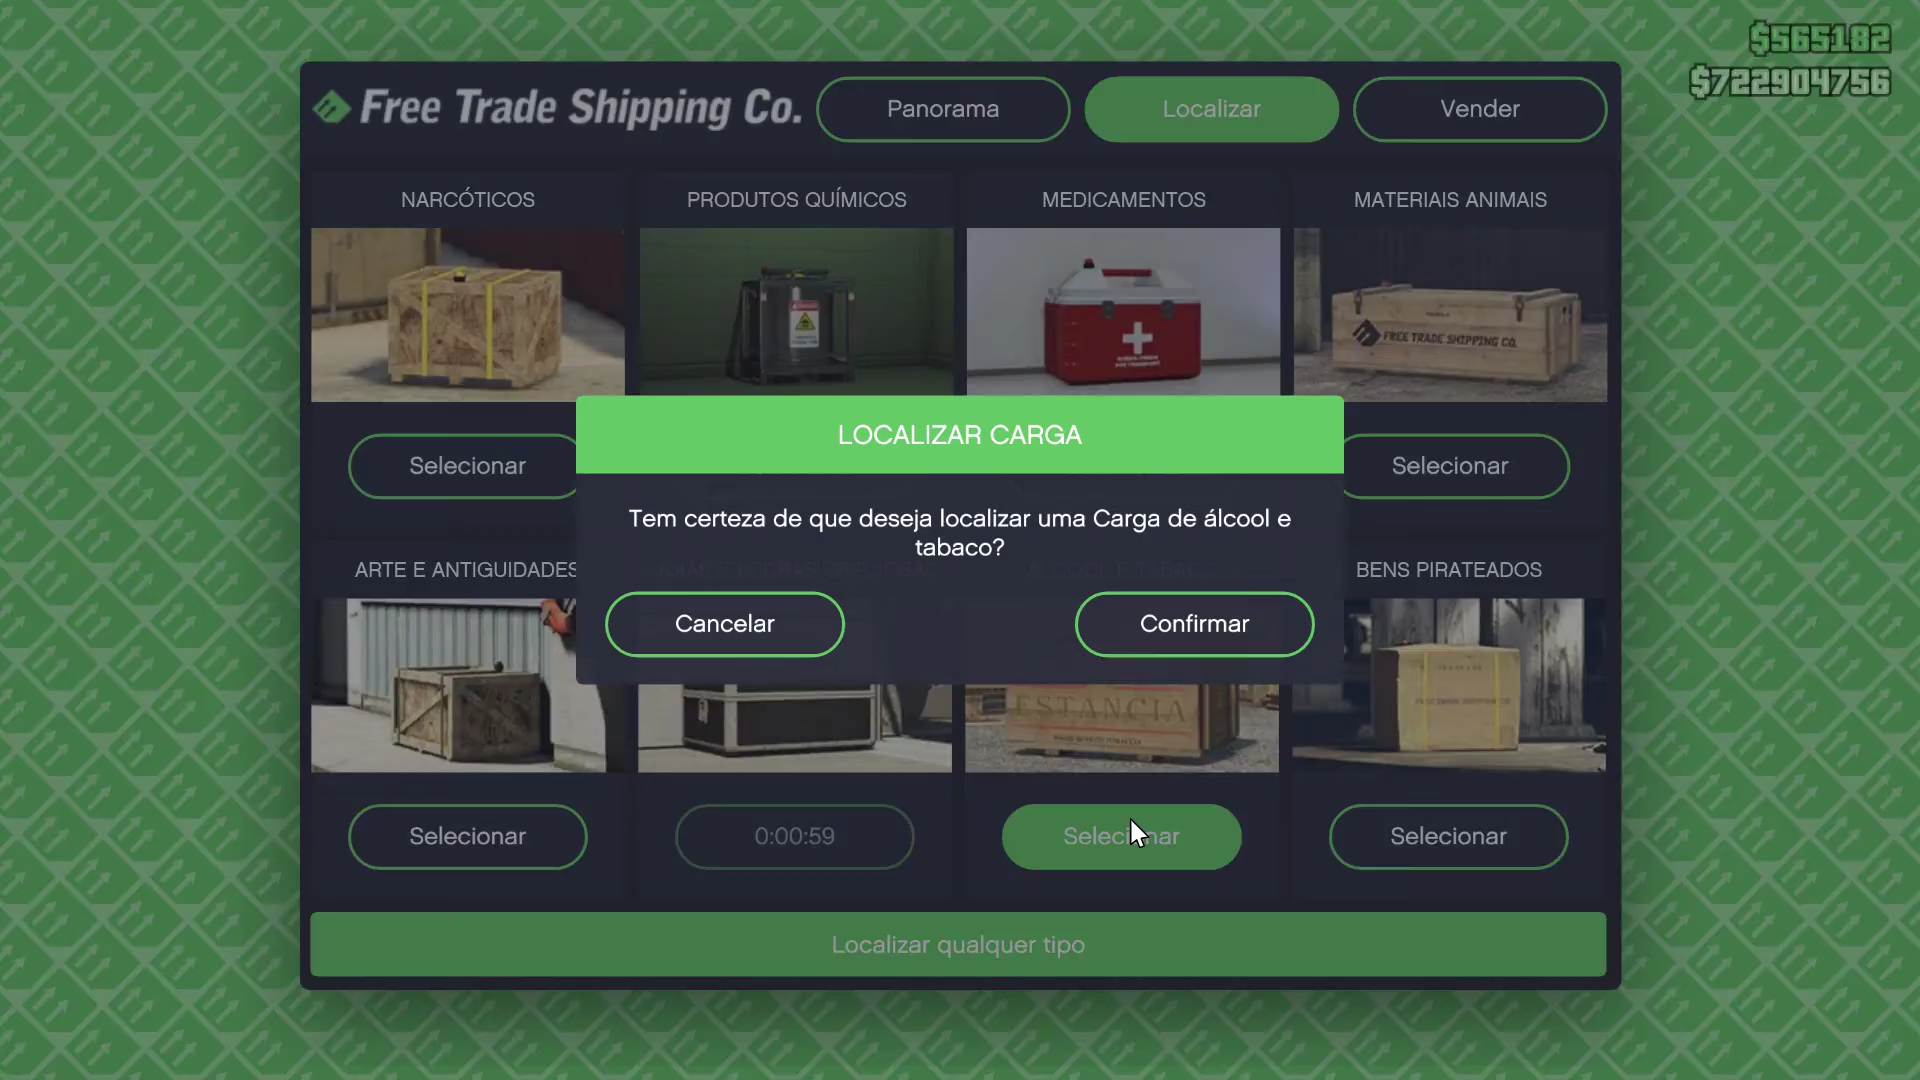 $565182
$722904756
Free Trade Shipping Co.
Panorama
Localizar
Vender
NARCÓTICOS
PRODUTOS QUÍMICOS
MEDICAMENTOS
MATERIAIS ANIMAIS
FREE TRADE SHIPPING CO.
Selecionar
Selecionar
LOCALIZAR CARGA
Tem certeza de que deseja localizar uma Carga de álcool e
tabaco?
Cancelar
Confirmar
ARTE E ANTIGUIDADES
BENS PIRATEADOS
ESTANCIA
Selecionar
0:00:59
Selecionar
Selecionar
Localizar qualquer tipo